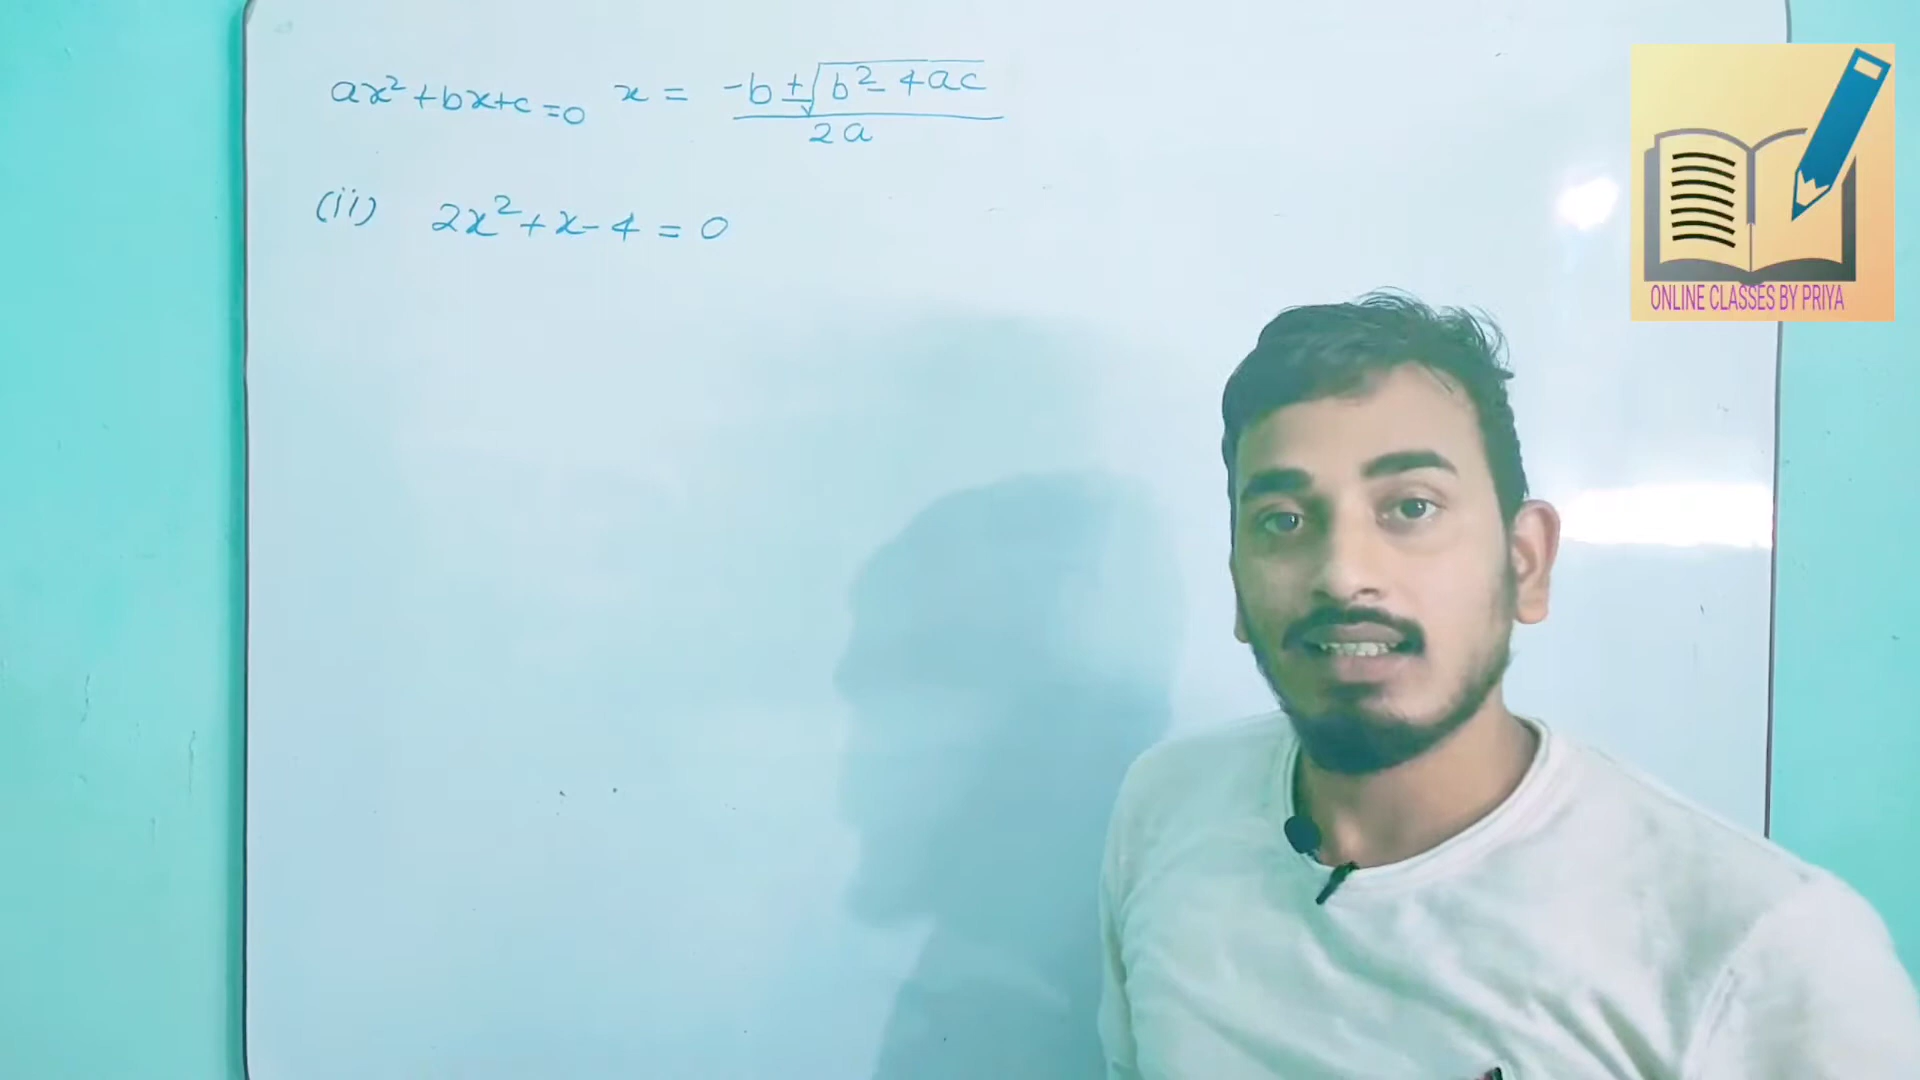 ax²+bx+c=0 x = -b±√b²-4ac / 2a
(ii) 2x²+x-4=0
ONLINE CLASSES BY PRIYA